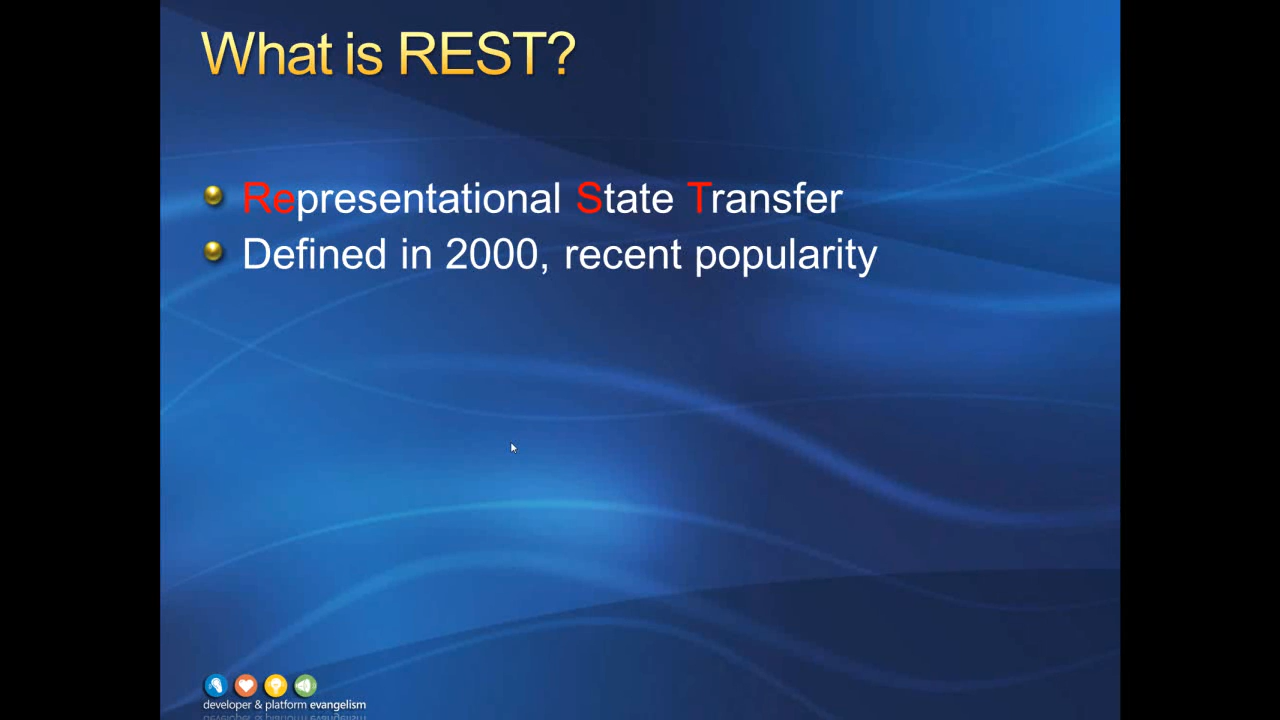 What is REST?
Representational State Transfer
Defined in 2000, recent popularity
developer & platform evangelism